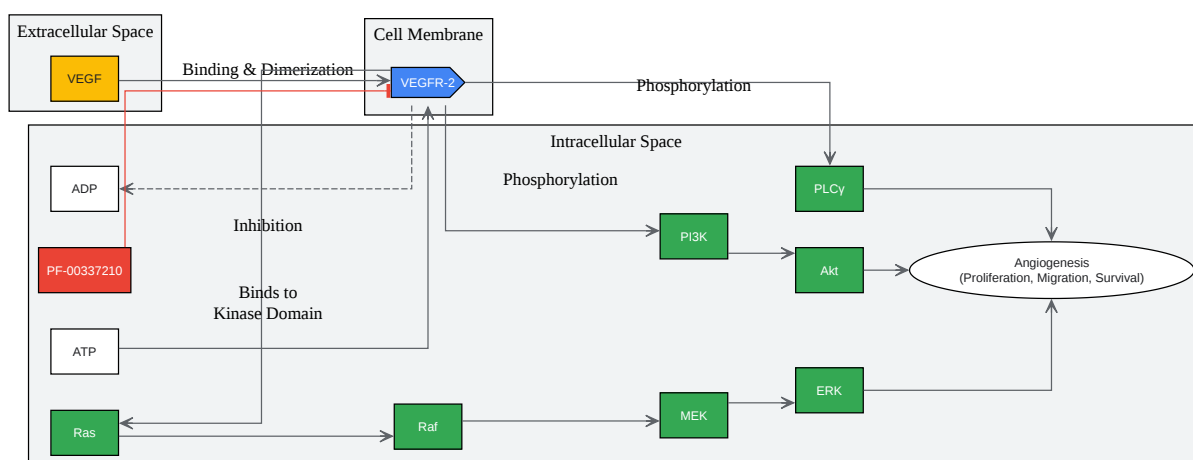 Extracellular Space
VEGF
Binding & Dimerization
Cell Membrane
VEGFR-2
Phosphorylation
Intracellular Space
ADP
Phosphorylation
PLCγ
Inhibition
PI3K
PF-00337210
Akt
Angiogenesis
(Proliferation, Migration, Survival)
Binds to
Kinase Domain
ATP
ERK
Ras
Raf
MEK